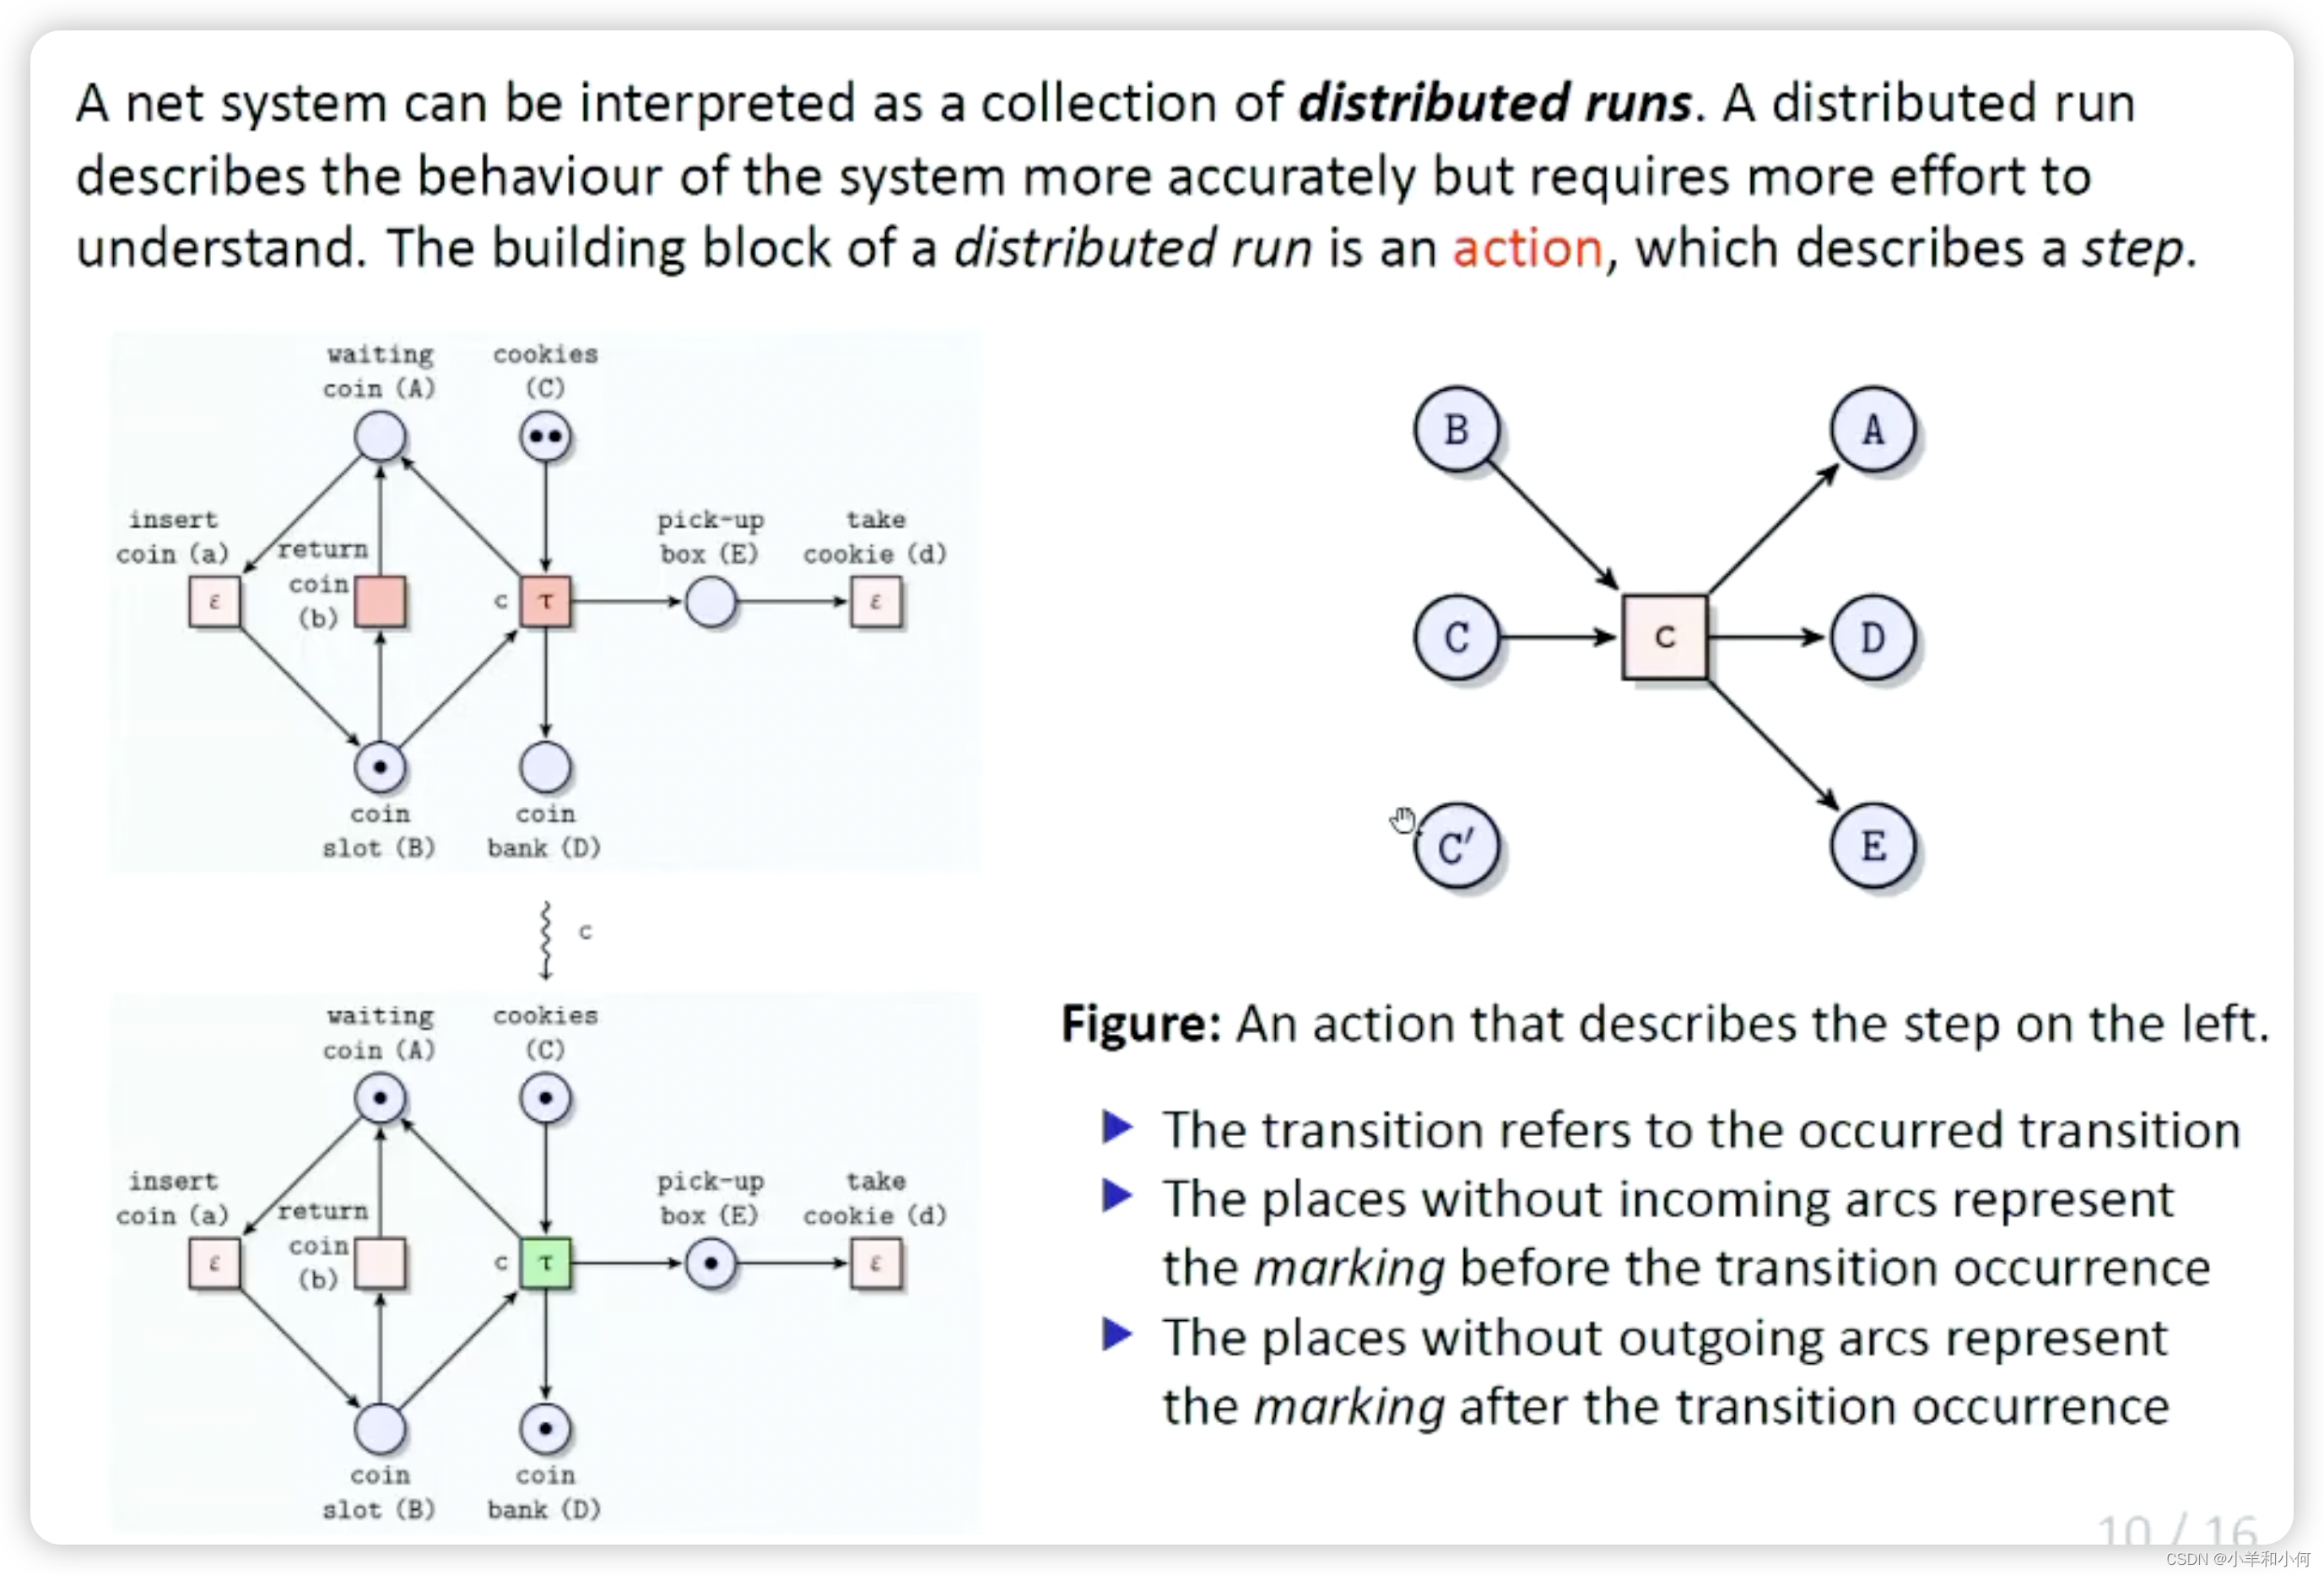 A net system can be interpreted as a collection of distributed runs. A distributed run
describes the behaviour of the system more accurately but requires more effort to
understand. The building block of a distributed run is an action, which describes a step.
waiting
coin (A)
cookies
(C)
insert
coin (a)
return
coin
(b)
ε
c
τ
pick-up
box (E)
take
cookie (d)
ε
coin
slot (B)
coin
bank (D)
c
waiting
coin (A)
cookies
(C)
insert
coin (a)
return
coin
(b)
ε
c
τ
pick-up
box (E)
take
cookie (d)
ε
coin
slot (B)
coin
bank (D)
B
A
C
c
D
C′
E
Figure: An action that describes the step on the left.
▶ The transition refers to the occurred transition
▶ The places without incoming arcs represent
the marking before the transition occurrence
▶ The places without outgoing arcs represent
the marking after the transition occurrence
10 / 16
CSDN @小羊和小何